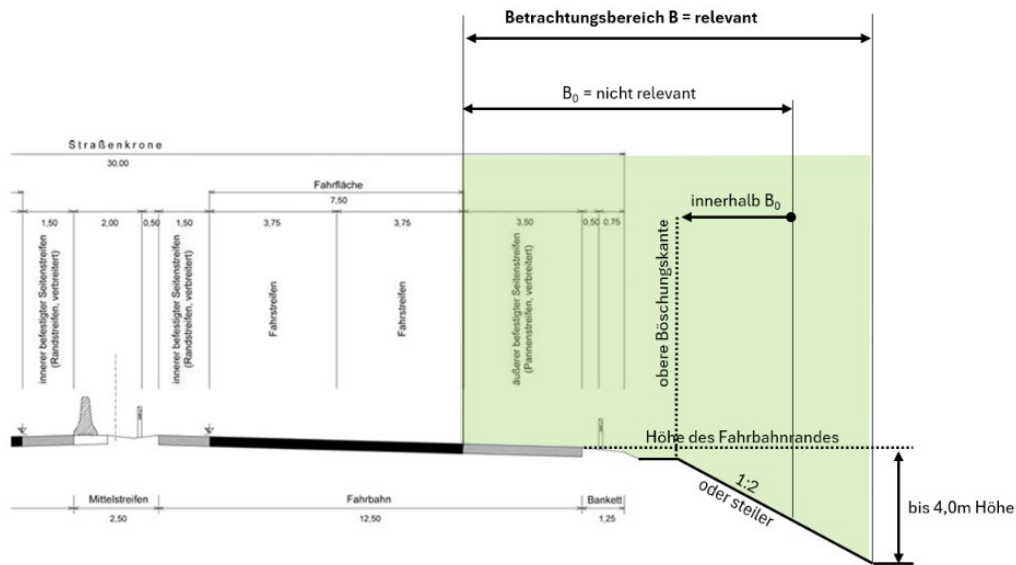 Betrachtungsbereich B = relevant
B₀ = nicht relevant
Straßenkrone
30,00
Fahrfläche
7,50
innerhalb B₀
1,50
2,00
0,50
1,50
3,75
3,75
3,50
0,50
0,75
innerer befestigter Seitenstreifen
(Randstreifen, verbreitert)
innerer befestigter Seitenstreifen
(Randstreifen, verbreitert)
Fahrstreifen
Fahrstreifen
äußerer befestigter Seitenstreifen
(Pannenstreifen, verbreitert)
obere Böschungskante
Höhe des Fahrbahnrandes
1:2
oder steiler
bis 4,0m Höhe
Mittelstreifen
Fahrbahn
Bankett
2,50
12,50
1,25